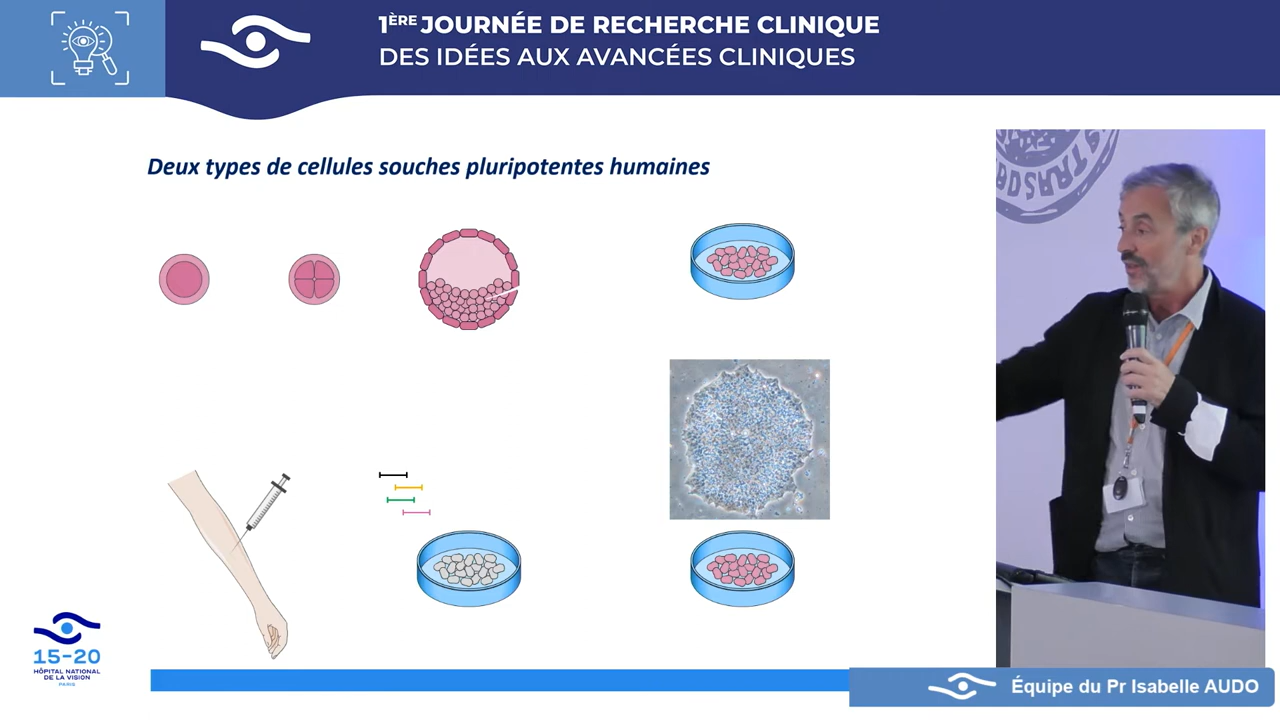 1ÈRE JOURNÉE DE RECHERCHE CLINIQUE
DES IDÉES AUX AVANCÉES CLINIQUES
Deux types de cellules souches pluripotentes humaines
15-20
HÔPITAL NATIONAL
DE LA VISION
PARIS
Équipe du Pr Isabelle AUDO